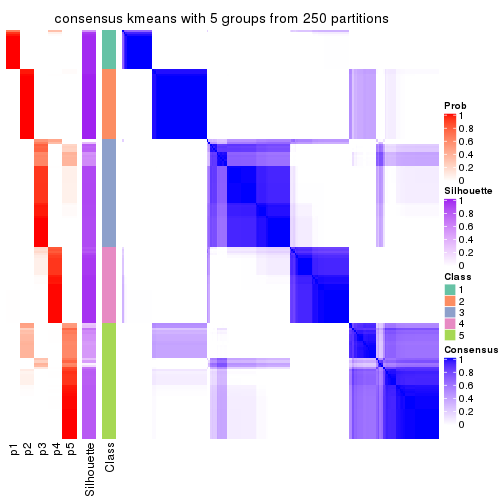 consensus kmeans with 5 groups from 250 partitions
Prob
1
0.8
0.6
0.4
0.2
0
Silhouette
1
0.8
0.6
0.4
0.2
0
Class
1
2
3
4
5
Consensus
1
0.8
0.6
0.4
0.2
0
p1
p2
p3
p4
p5
Silhouette
Class